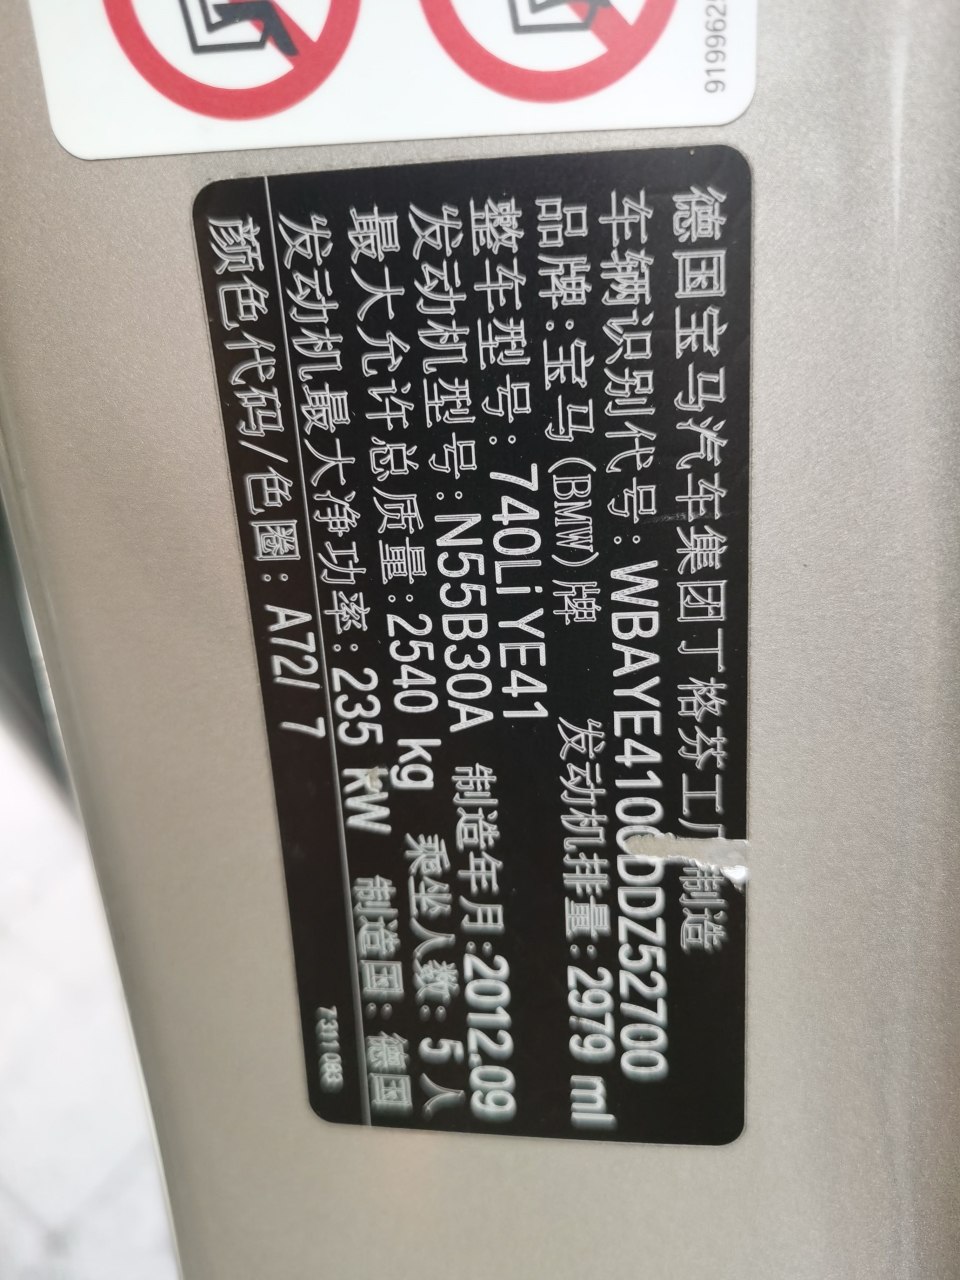 9199629
德国宝马汽车集团丁格芬工厂制造
车辆识别代号：WBAYE4100DDZ52700
品牌：宝马(BMW)牌 发动机排量：2979 ml
整车型号：740Li YE41
发动机型号：N55B30A 制造年月：2012.09
最大允许总质量：2540 kg 乘坐人数：5人
发动机最大净功率：235 kW 制造国：德国
颜色代码/色圈：A72/ 7